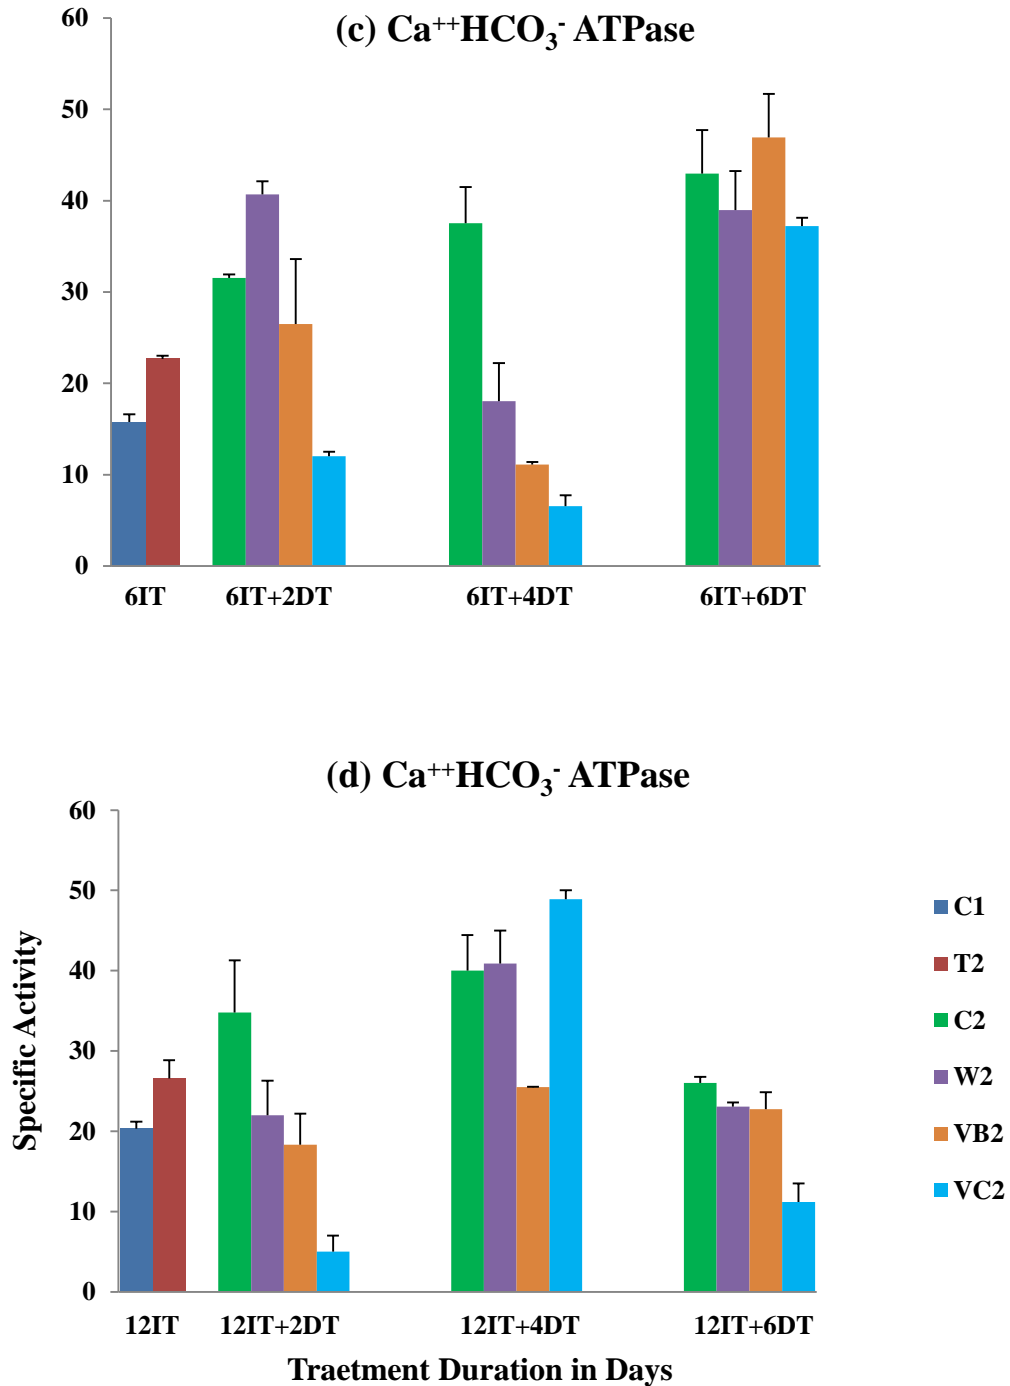 (c) Ca⁺⁺HCO₃⁻ ATPase
60
50
40
30
20
10
0
6IT 6IT+2DT 6IT+4DT 6IT+6DT
(d) Ca⁺⁺HCO₃⁻ ATPase
60
50
40
30
20
10
0
Specific Activity
12IT 12IT+2DT 12IT+4DT 12IT+6DT
Traetment Duration in Days
C1
T2
C2
W2
VB2
VC2